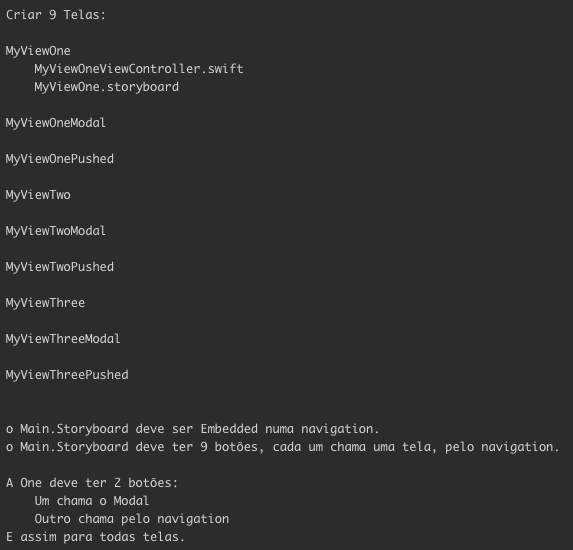 Criar 9 Telas:
MyViewOne
MyViewOneViewController.swift
MyViewOne.storyboard
MyViewOneModal
MyViewOnePushed
MyViewTwo
MyViewTwoModal
MyViewTwoPushed
MyViewThree
MyViewThreeModal
MyViewThreePushed
o Main.Storyboard deve ser Embedded numa navigation.
o Main.Storyboard deve ter 9 botões, cada um chama uma tela, pelo navigation.
A One deve ter 2 botões:
Um chama o Modal
Outro chama pelo navigation
E assim para todas telas.